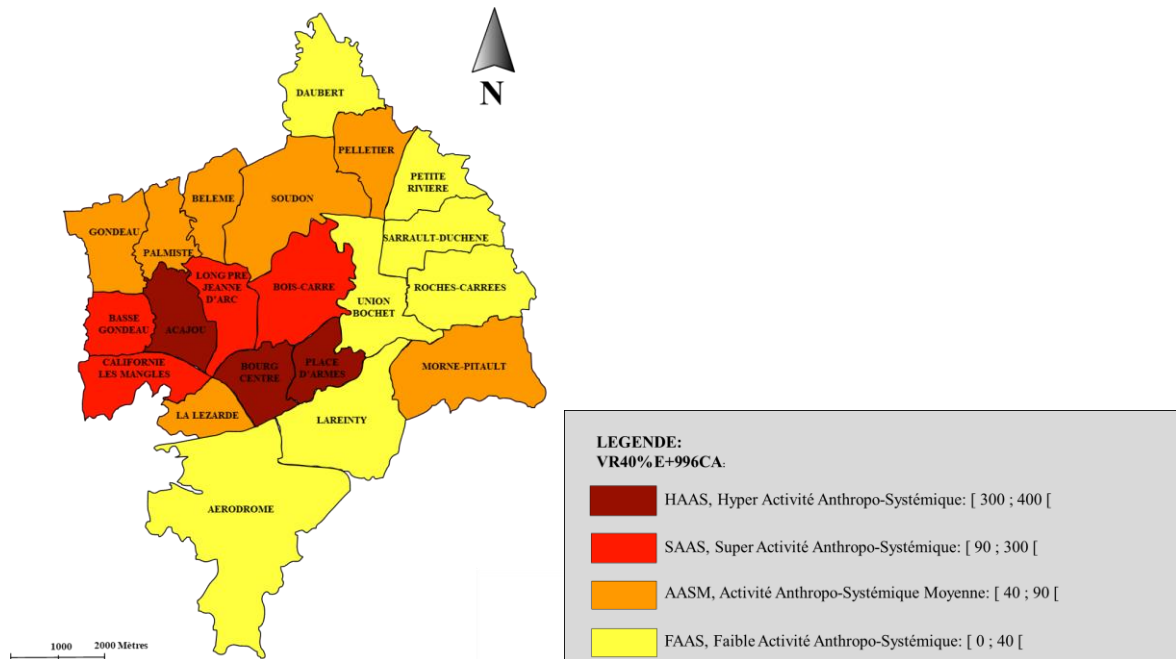 DAUBERT
N
PELLETIER
PETITE
RIVIERE
BELEME
SOUDON
GONDEAU
SARRAULT-DUCHENE
PALMISTE
LONG PRE
JEANNE
D'ARC
BOIS-CARRE
ROCHES-CARREES
UNION
BOCHET
BASSE
GONDEAU
ACAJOU
CALIFORNIE
LES MANGLES
BOURG
CENTRE
PLACE
D'ARMES
MORNE-PITAULT
LA LEZARDE
LAREINTY
AERODROME
1000 2000 Mètres
LEGENDE:
VR40%E+996CA:
HAAS, Hyper Activité Anthropo-Systémique: [ 300 ; 400 [
SAAS, Super Activité Anthropo-Systémique: [ 90 ; 300 [
AASM, Activité Anthropo-Systémique Moyenne: [ 40 ; 90 [
FAAS, Faible Activité Anthropo-Systémique: [ 0 ; 40 [